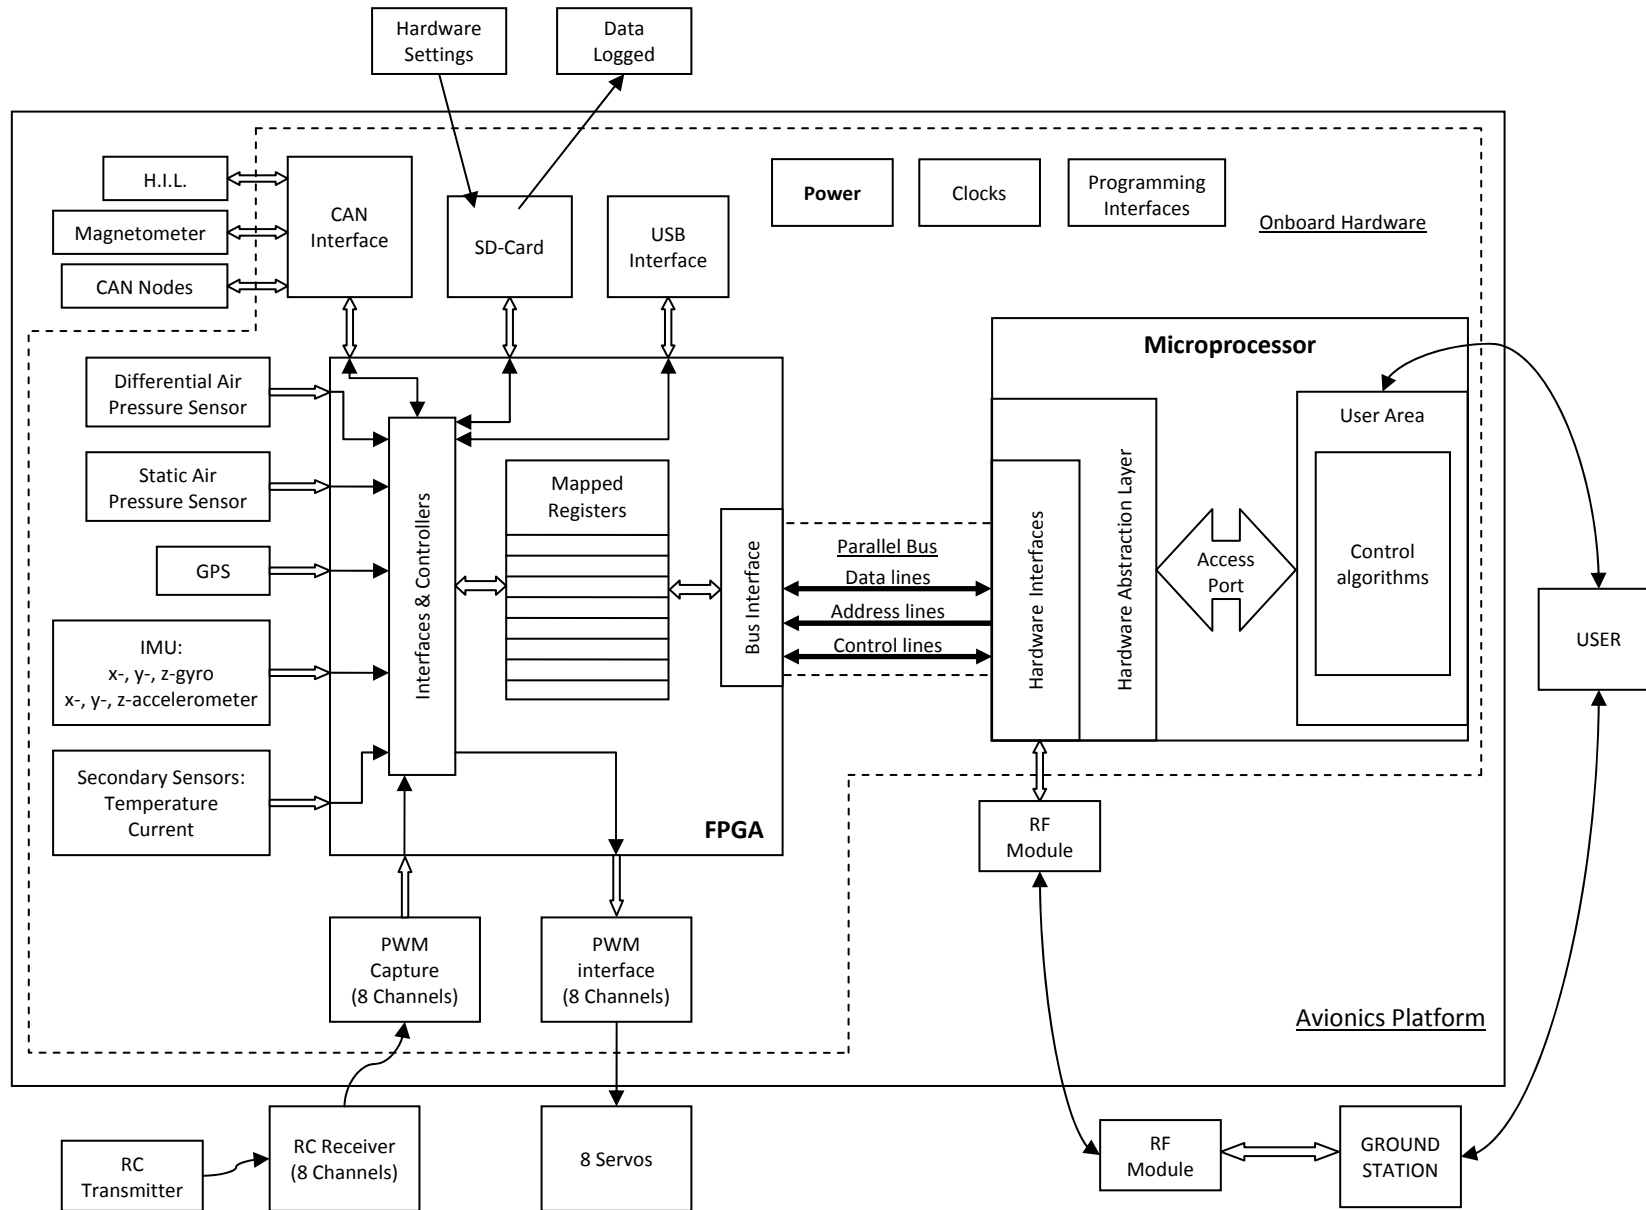 Hardware
Settings
Data
Logged
H.I.L.
Magnetometer
CAN Nodes
CAN
Interface
SD-Card
USB
Interface
Power
Clocks
Programming
Interfaces
Onboard Hardware
Differential Air
Pressure Sensor
Static Air
Pressure Sensor
GPS
IMU:
x-, y-, z-gyro
x-, y-, z-accelerometer
Secondary Sensors:
Temperature
Current
Interfaces & Controllers
Mapped
Registers
Bus Interface
FPGA
Parallel Bus
Data lines
Address lines
Control lines
Microprocessor
Hardware Interfaces
Hardware Abstraction Layer
Access
Port
User Area
Control
algorithms
USER
RF
Module
PWM
Capture
(8 Channels)
PWM
interface
(8 Channels)
Avionics Platform
RC
Transmitter
RC Receiver
(8 Channels)
8 Servos
RF
Module
GROUND
STATION